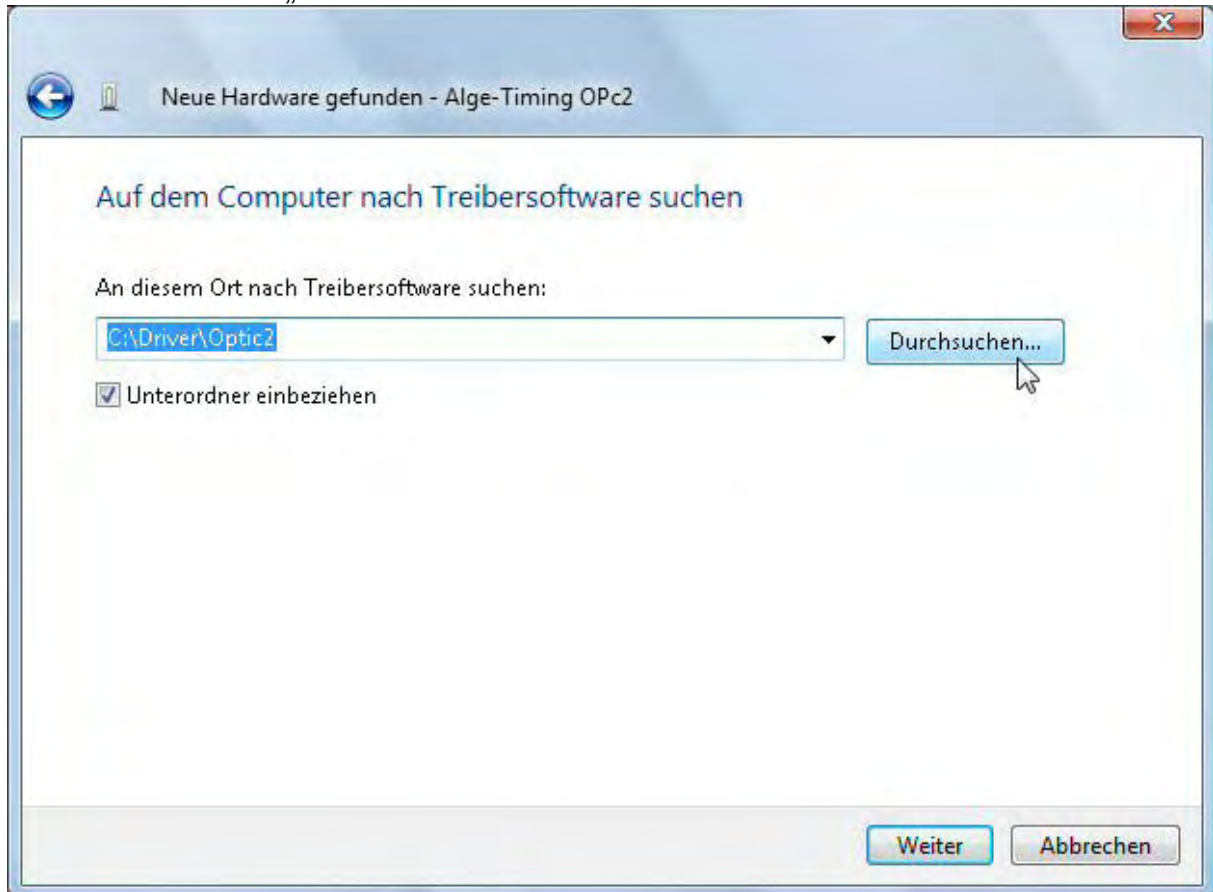 „
X
Neue Hardware gefunden - Alge-Timing OPc2
Auf dem Computer nach Treibersoftware suchen
An diesem Ort nach Treibersoftware suchen:
C:\Driver\Optic2
Durchsuchen...
Unterordner einbeziehen
Weiter
Abbrechen